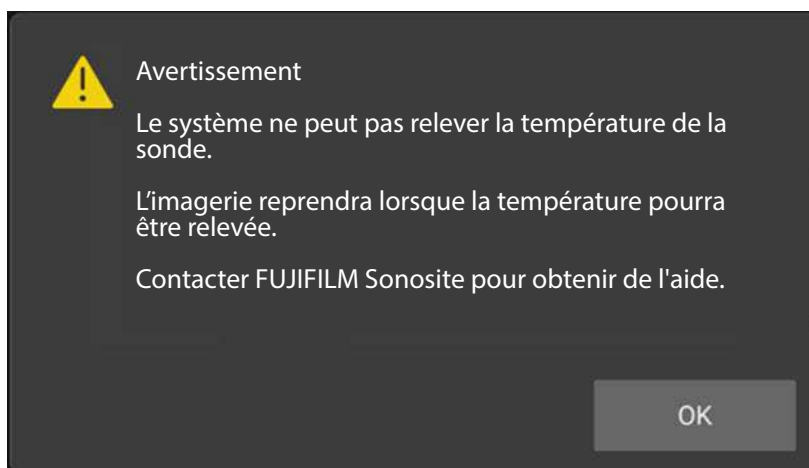 Avertissement
Le système ne peut pas relever la température de la
sonde.
L’imagerie reprendra lorsque la température pourra
être relevée.
Contacter FUJIFILM Sonosite pour obtenir de l'aide.
OK